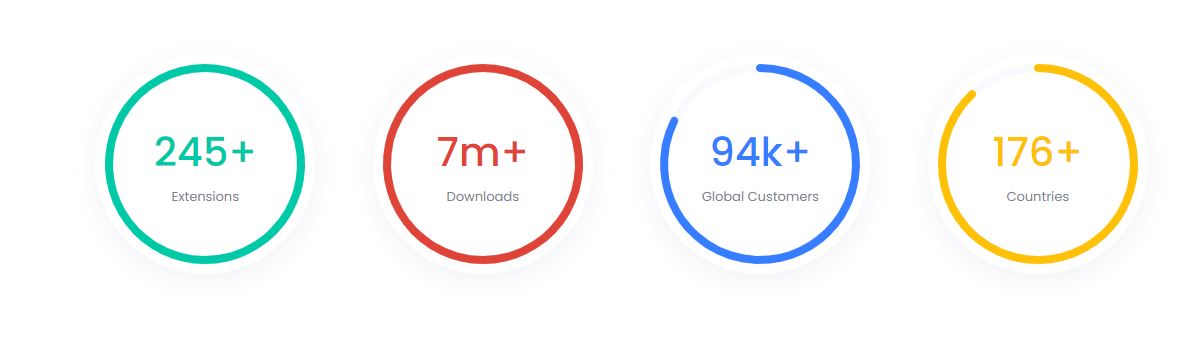 245+
Extensions
7m+
Downloads
94k+
Global Customers
176+
Countries